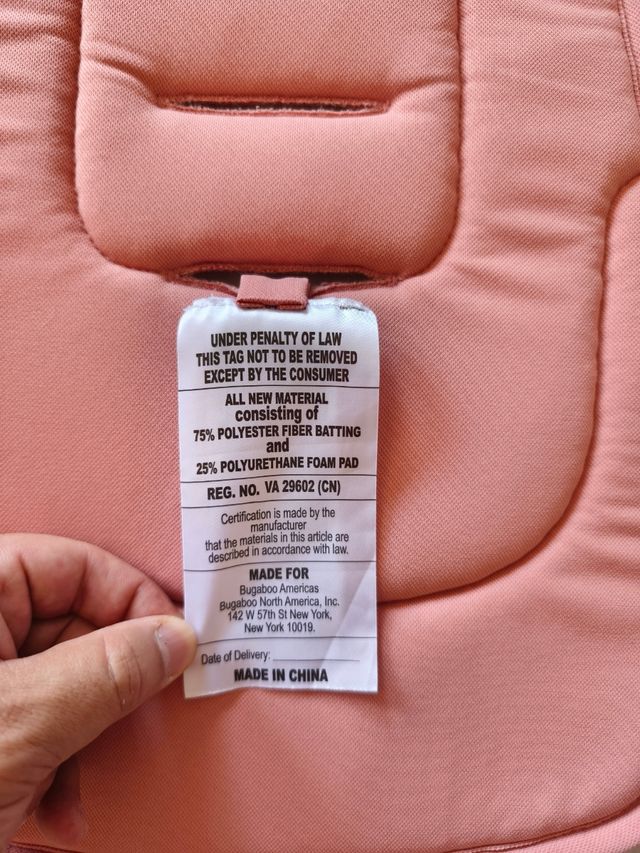 UNDER PENALTY OF LAW
THIS TAG NOT TO BE REMOVED
EXCEPT BY THE CONSUMER
ALL NEW MATERIAL
consisting of
75% POLYESTER FIBER BATTING
and
25% POLYURETHANE FOAM PAD
REG. NO. VA 29602 (CN)
Certification is made by the
manufacturer
that the materials in this article are
described in accordance with law.
MADE FOR
Bugaboo Americas
Bugaboo North America, Inc.
142 W 57th St New York,
New York 10019.
Date of Delivery:
MADE IN CHINA